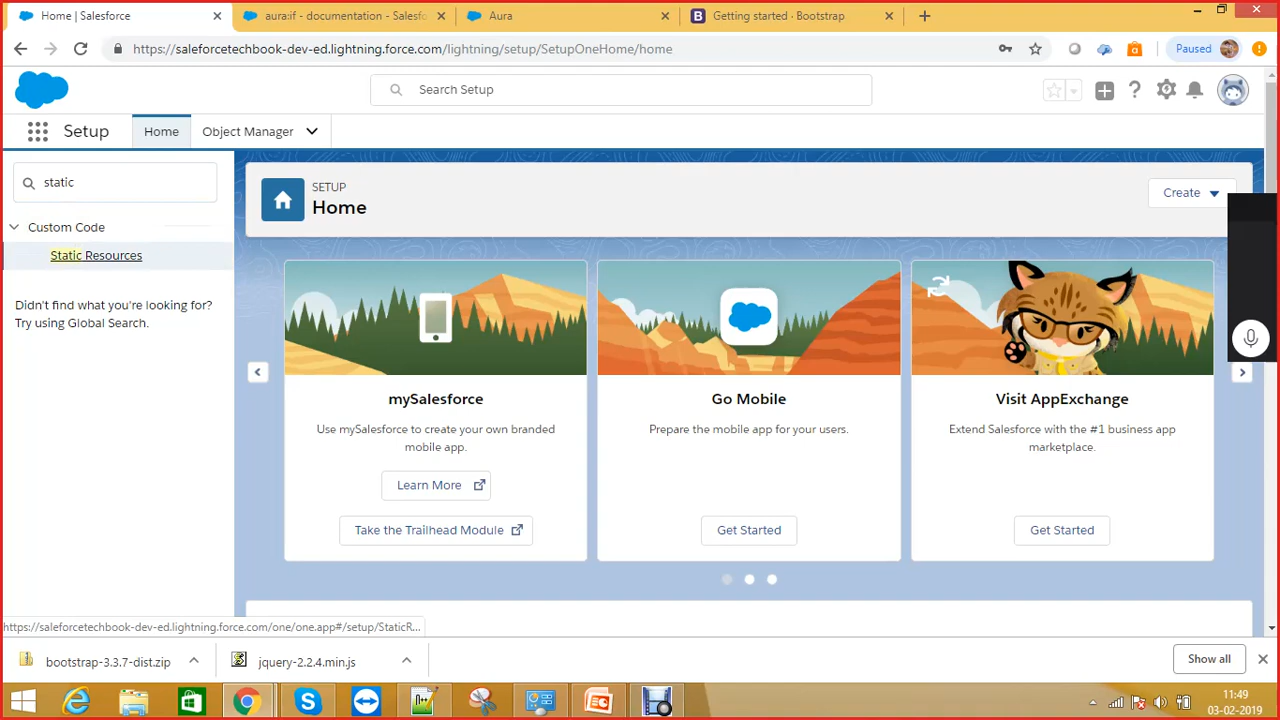 Home | Salesforce
aura:if - documentation - Salesfo
Aura
B
Getting started · Bootstrap
https://saleforcetechbook-dev-ed.lightning.force.com/lightning/setup/SetupOneHome/home
Paused
Search Setup
Setup
Home
Object Manager
static
Custom Code
Static Resources
Didn't find what you're looking for?
Try using Global Search.
SETUP
Home
Create
mySalesforce
Use mySalesforce to create your own branded
mobile app.
Learn More
Take the Trailhead Module
Go Mobile
Prepare the mobile app for your users.
Get Started
Visit AppExchange
Extend Salesforce with the #1 business app
marketplace.
Get Started
https://saleforcetechbook-dev-ed.lightning.force.com/one/one.app#/setup/StaticR...
bootstrap-3.3.7-dist.zip
jquery-2.2.4.min.js
Show all
11:49
03-02-2019